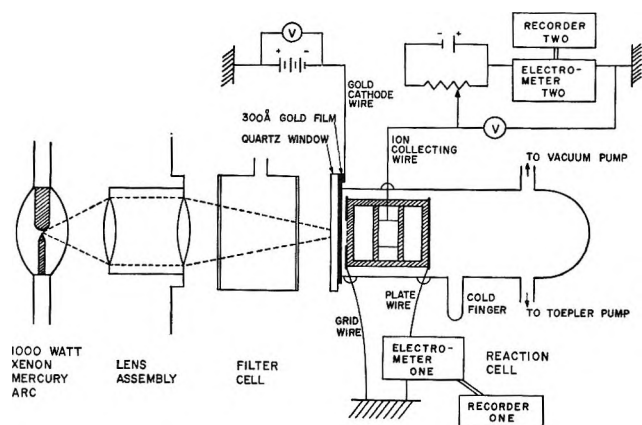 RECORDER
TWO
ELECTRO-
METER
TWO
V
+ -
- +
GOLD
CATHODE
WIRE
300Å GOLD FILM
QUARTZ WINDOW
ION
COLLECTING
WIRE
V
TO VACUUM PUMP
TO TOEPLER PUMP
COLD
FINGER
PLATE
WIRE
GRID
WIRE
ELECTRO-
METER
ONE
REACTION
CELL
RECORDER ONE
1000 WATT
XENON
MERCURY
ARC
LENS
ASSEMBLY
FILTER
CELL